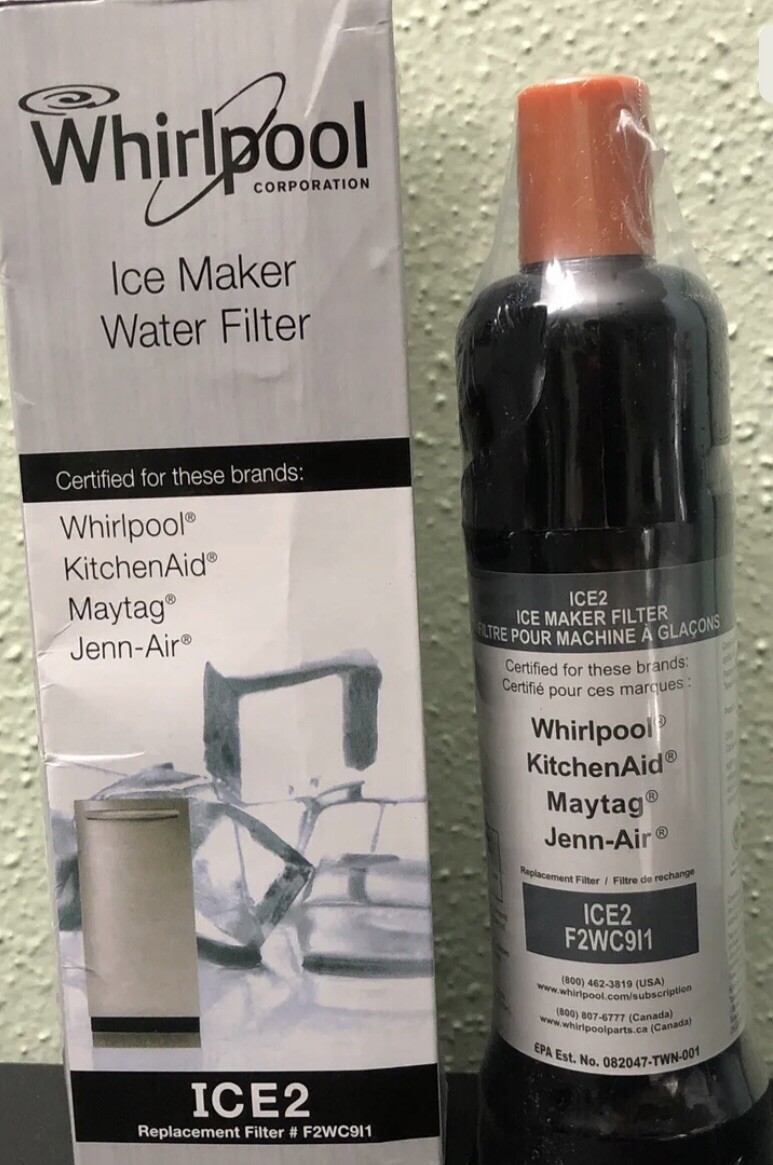 Whirlpool
CORPORATION
Ice Maker
Water Filter
Certified for these brands:
Whirlpool®
KitchenAid®
Maytag®
Jenn-Air®
ICE2
Replacement Filter # F2WC9I1
ICE2
ICE MAKER FILTER
FILTRE POUR MACHINE À GLAÇONS
Certified for these brands:
Certifié pour ces marques :
Whirlpool®
KitchenAid®
Maytag®
Jenn-Air®
Replacement Filter / Filtre de rechange
ICE2
F2WC9I1
(800) 462-3819 (USA)
www.whirlpool.com/subscription
(800) 807-6777 (Canada)
www.whirlpoolparts.ca (Canada)
EPA Est. No. 082047-TWN-001